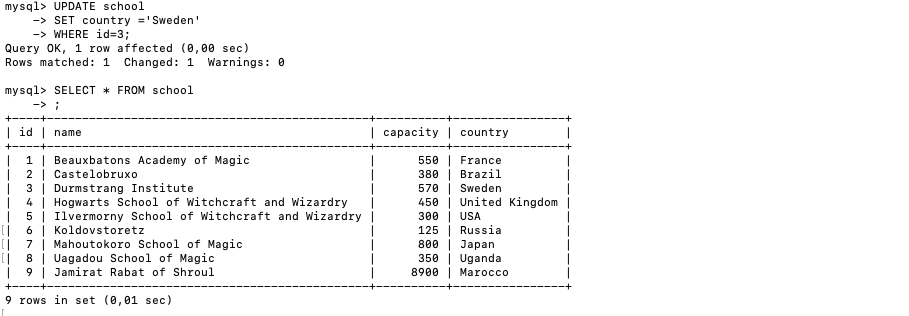 mysql> UPDATE school
    -> SET country ='Sweden'
    -> WHERE id=3;
Query OK, 1 row affected (0,00 sec)
Rows matched: 1  Changed: 1  Warnings: 0

mysql> SELECT * FROM school
    -> ;
+----+----------------------------------------------+----------+----------------+
| id | name                                         | capacity | country        |
+----+----------------------------------------------+----------+----------------+
|  1 | Beauxbatons Academy of Magic                 |      550 | France         |
|  2 | Castelobruxo                                 |      380 | Brazil         |
|  3 | Durmstrang Institute                         |      570 | Sweden         |
|  4 | Hogwarts School of Witchcraft and Wizardry   |      450 | United Kingdom |
|  5 | Ilvermorny School of Witchcraft and Wizardry |      300 | USA            |
|  6 | Koldovstoretz                                |      125 | Russia         |
|  7 | Mahoutokoro School of Magic                  |      800 | Japan          |
|  8 | Uagadou School of Magic                      |      350 | Uganda         |
|  9 | Jamirat Rabat of Shroul                      |     8900 | Marocco        |
+----+----------------------------------------------+----------+----------------+
9 rows in set (0,01 sec)